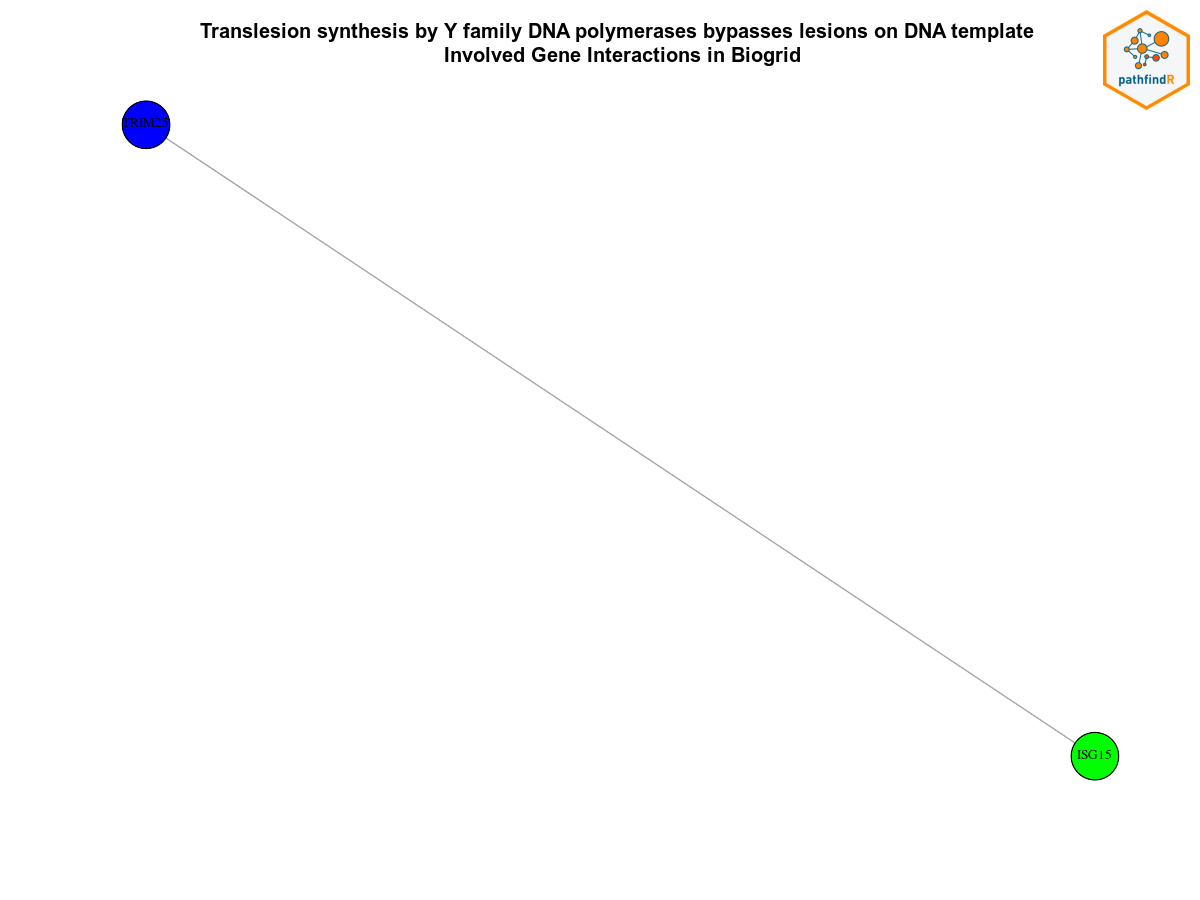 Translesion synthesis by Y family DNA polymerases bypasses lesions on DNA template
Involved Gene Interactions in Biogrid
pathfindR
TRIM25
ISG15